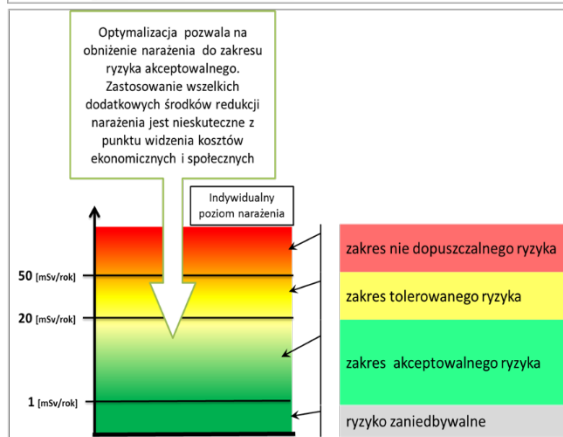 Optymalizacja pozwala na
obniżenie narażenia do zakresu
ryzyka akceptowalnego.
Zastosowanie wszelkich
dodatkowych środków redukcji
narażenia jest nieskuteczne z
punktu widzenia kosztów
ekonomicznych i społecznych
Indywidualny
poziom narażenia
50 [mSv/rok]
20 [mSv/rok]
1 [mSv/rok]
zakres nie dopuszczalnego ryzyka
zakres tolerowanego ryzyka
zakres akceptowalnego ryzyka
ryzyko zaniedbywalne